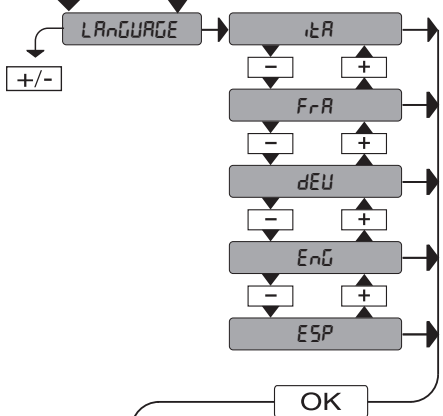 LAnGUAGE
itA
+/-
- +
FrA
- +
dEU
- +
EnG
- +
ESP
OK